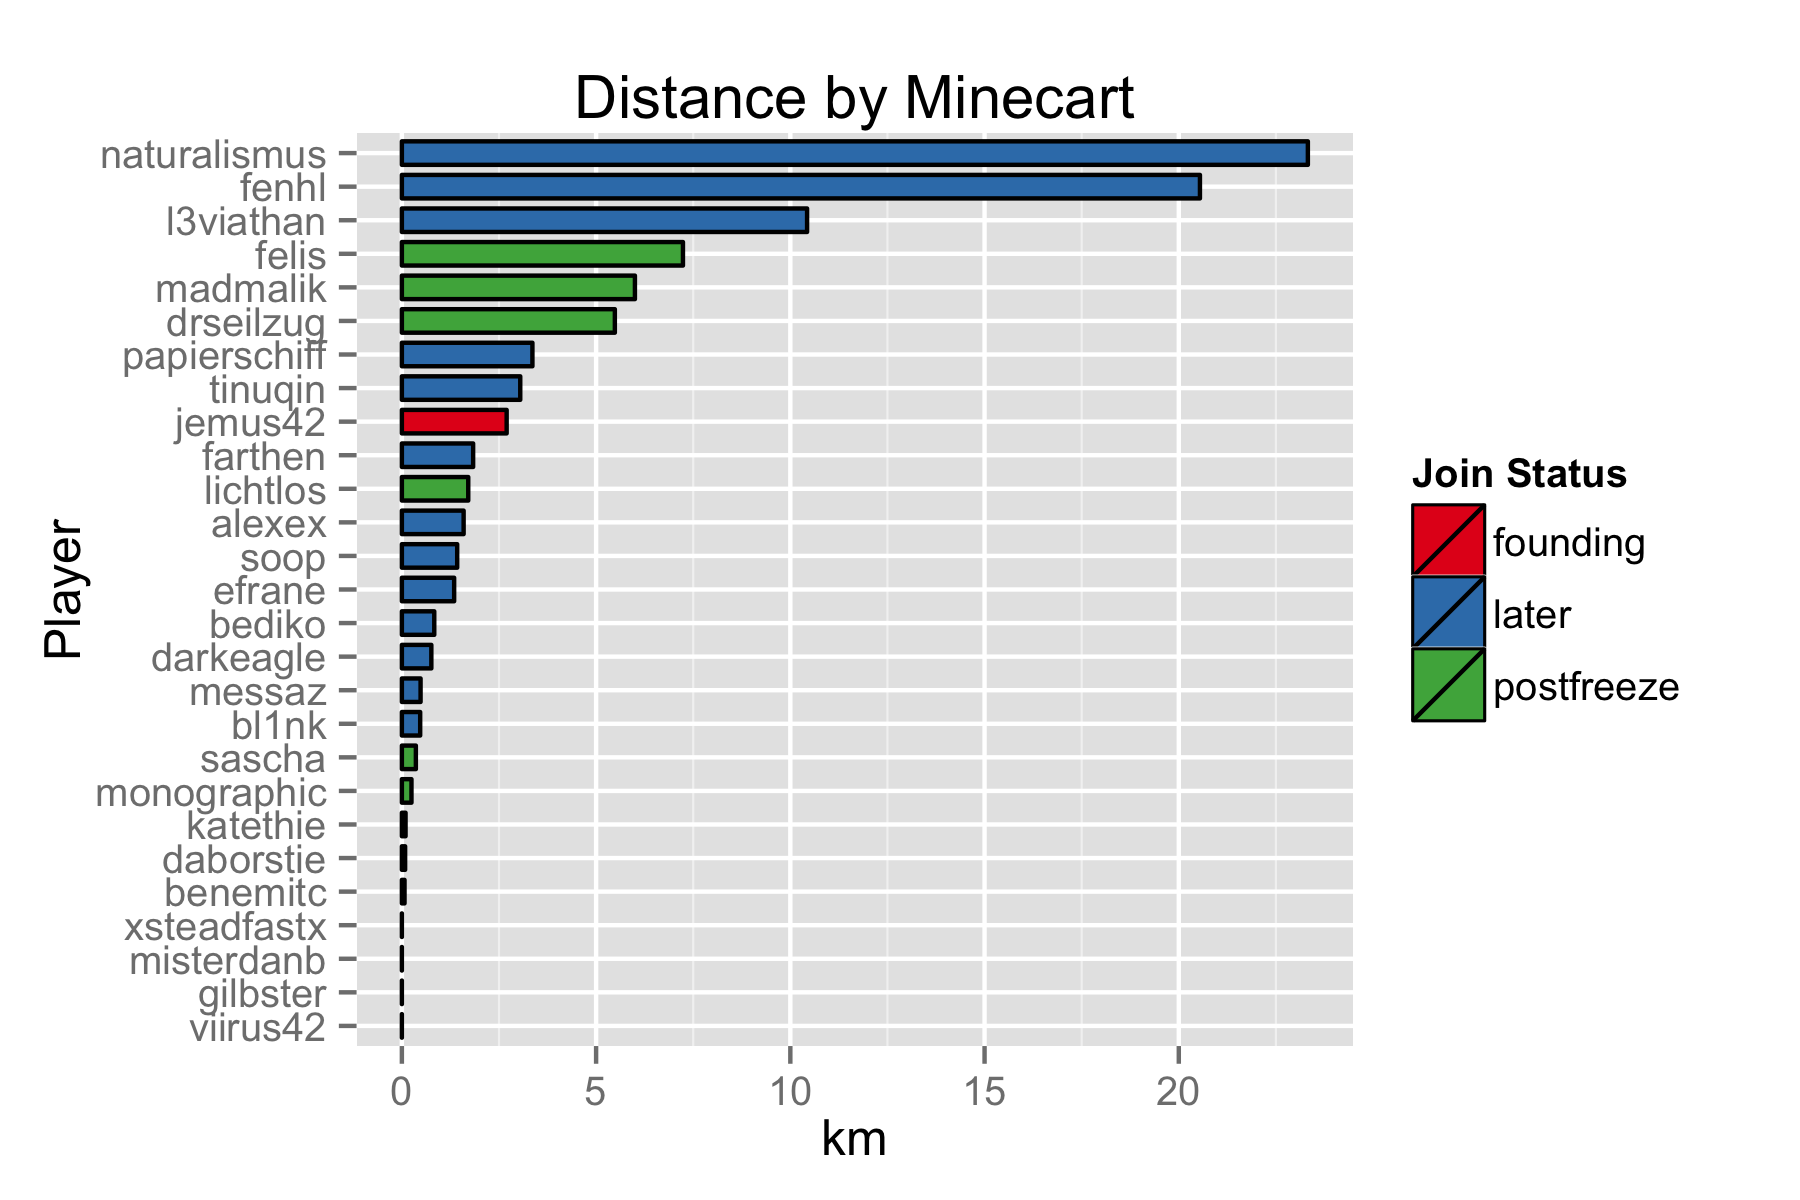 Distance by Minecart
Player
naturalismus
fenhl
l3viathan
felis
madmalik
drseilzug
papierschiff
tinuqin
jemus42
farthen
lichtlos
alexex
soop
efrane
bediko
darkeagle
messaz
bl1nk
sascha
monographic
katethie
daborstie
benemitc
xsteadfastx
misterdanb
gilbster
viirus42
0 5 10 15 20
km
Join Status
founding
later
postfreeze